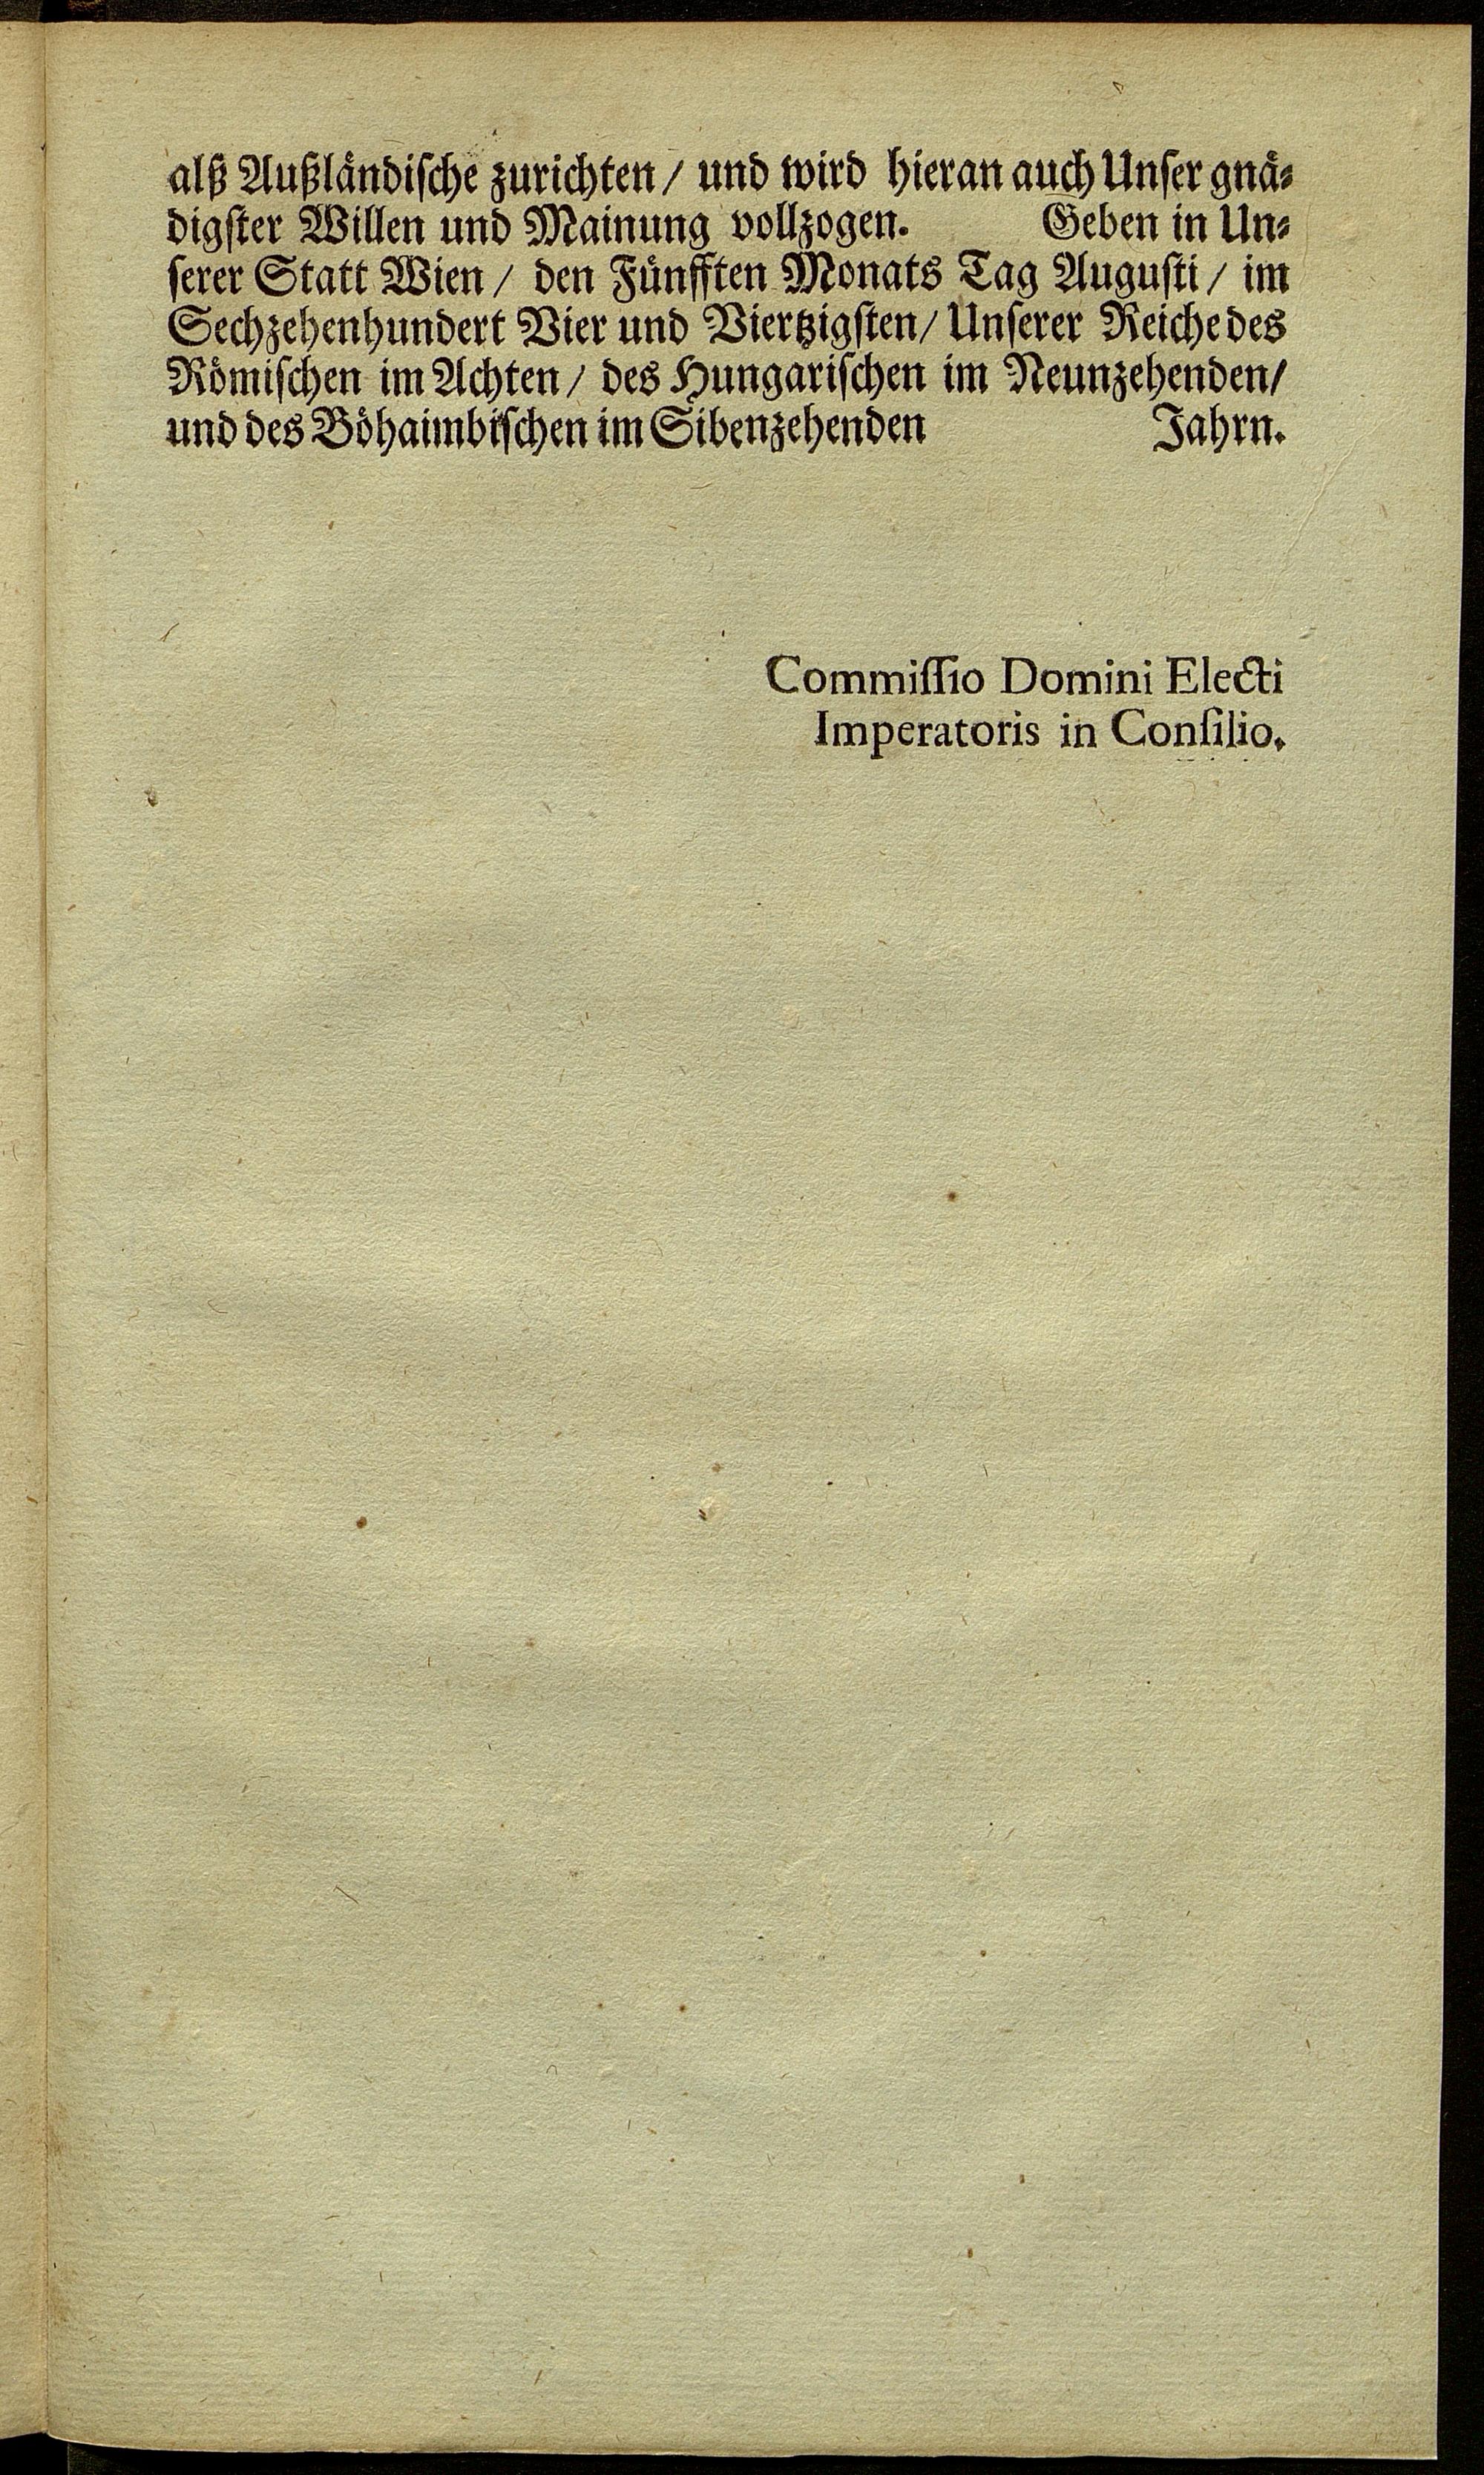 alß Außländische zurichten / und wird hieran auch Unser gnä-
digster Willen und Mainung vollzogen. Geben in Un-
serer Statt Wien / den Fünfften Monats Tag Augusti / im
Sechzehenhundert Vier und Viertzigsten / Unserer Reiche des
Römischen im Achten / des Hungarischen im Neunzehenden /
und des Böhaimbischen im Sibenzehenden Jahrn.
Commissio Domini Electi
Imperatoris in Consilio.